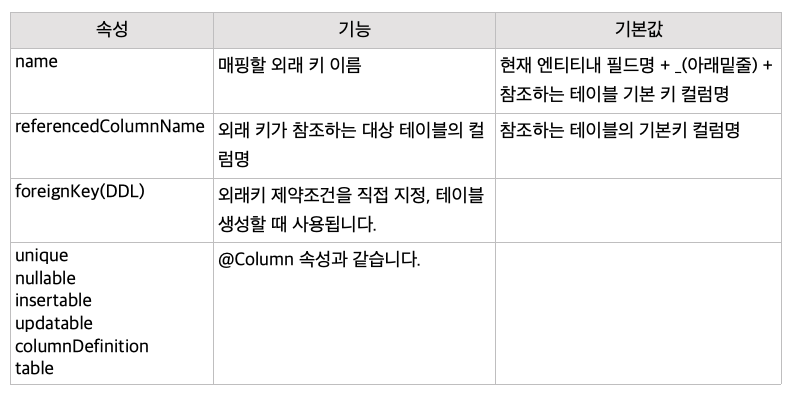 속성 기능 기본값
name 매핑할 외래 키 이름 현재 엔티티내 필드명 + _(아래밑줄) +
참조하는 테이블 기본 키 컬럼명
referencedColumnName 외래 키가 참조하는 대상 테이블의 컬 참조하는 테이블의 기본키 컬럼명
럼명
foreignKey(DDL) 외래키 제약조건을 직접 지정, 테이블
생성할 때 사용됩니다.
unique @Column 속성과 같습니다.
nullable
insertable
updatable
columnDefinition
table